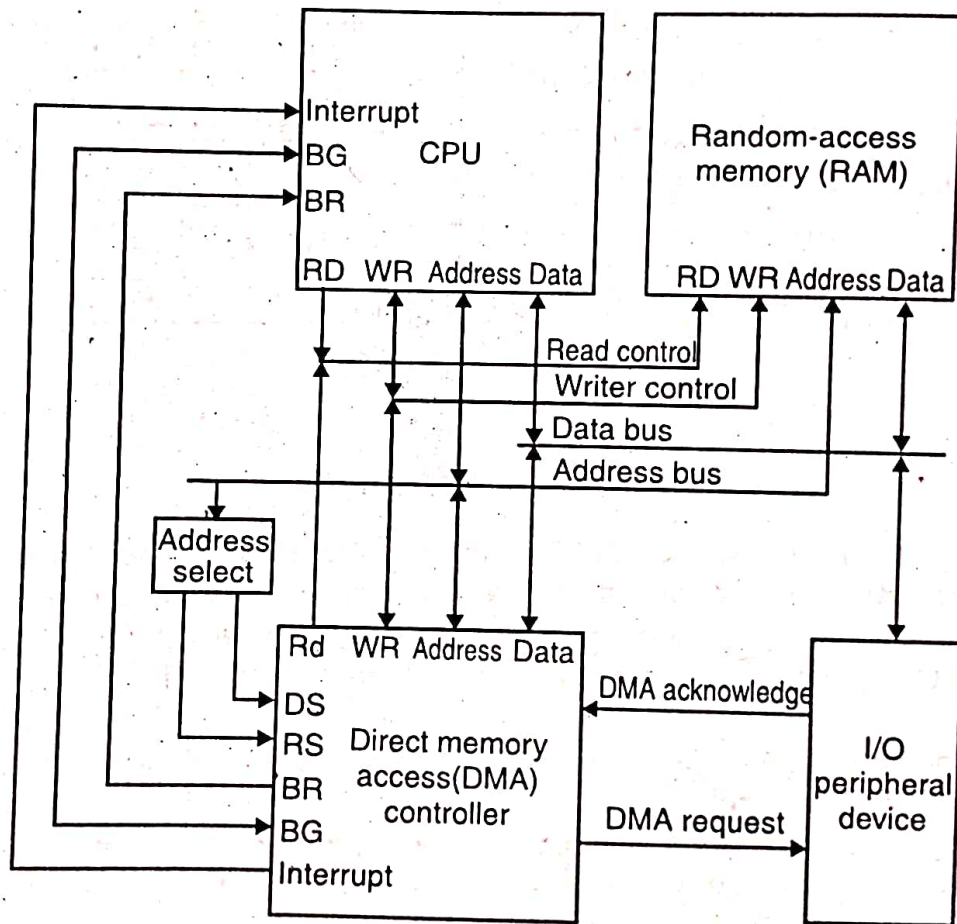 Interrupt
BG
CPU
BR
RD WR Address Data
Random-access
memory (RAM)
RD WR Address Data
Read control
Writer control
Data bus
Address bus
Address
select
Rd WR Address Data
DS
RS
BR
BG
Interrupt
Direct memory
access(DMA)
controller
DMA acknowledge
DMA request
I/O
peripheral
device